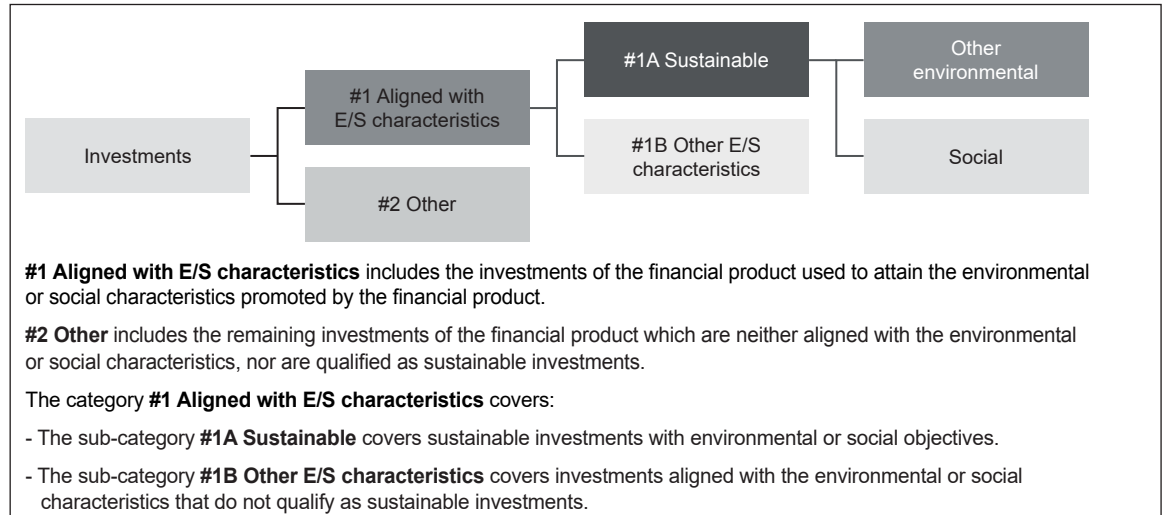 Investments
#1 Aligned with
E/S characteristics
#2 Other
#1A Sustainable
#1B Other E/S
characteristics
Other
environmental
Social
#1 Aligned with E/S characteristics includes the investments of the financial product used to attain the environmental
or social characteristics promoted by the financial product.
#2 Other includes the remaining investments of the financial product which are neither aligned with the environmental
or social characteristics, nor are qualified as sustainable investments.
The category #1 Aligned with E/S characteristics covers:
- The sub-category #1A Sustainable covers sustainable investments with environmental or social objectives.
- The sub-category #1B Other E/S characteristics covers investments aligned with the environmental or social
characteristics that do not qualify as sustainable investments.